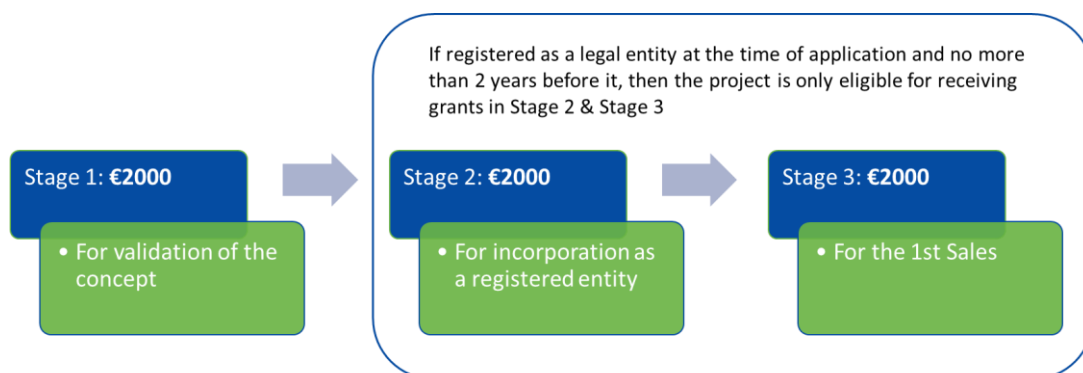 If registered as a legal entity at the time of application and no more
than 2 years before it, then the project is only eligible for receiving
grants in Stage 2 & Stage 3
Stage 1: €2000
• For validation of the
concept
Stage 2: €2000
• For incorporation as
a registered entity
Stage 3: €2000
• For the 1st Sales